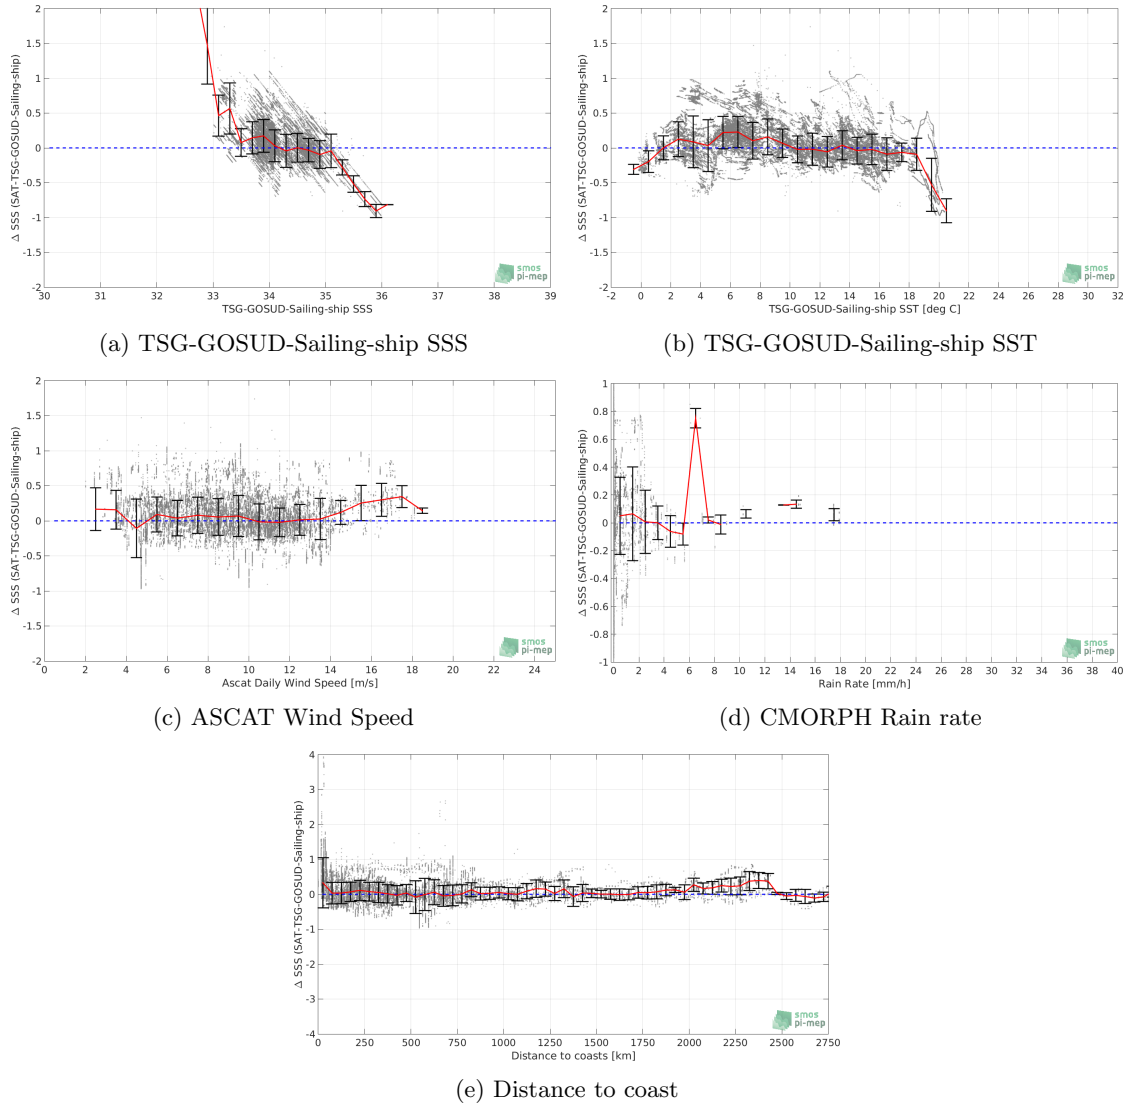 2
1.5
1
0.5
0
-0.5
-1
-1.5
-2
Δ SSS (SAT-TSG-GOSUD-Sailing-ship)
30 31 32 33 34 35 36 37 38 39
TSG-GOSUD-Sailing-ship SSS
smos
pi-mep
(a) TSG-GOSUD-Sailing-ship SSS
2
1.5
1
0.5
0
-0.5
-1
-1.5
-2
Δ SSS (SAT-TSG-GOSUD-Sailing-ship)
-2 0 2 4 6 8 10 12 14 16 18 20 22 24 26 28 30 32
TSG-GOSUD-Sailing-ship SST [deg C]
smos
pi-mep
(b) TSG-GOSUD-Sailing-ship SST
2
1.5
1
0.5
0
-0.5
-1
-1.5
-2
Δ SSS (SAT-TSG-GOSUD-Sailing-ship)
0 2 4 6 8 10 12 14 16 18 20 22 24
Ascat Daily Wind Speed [m/s]
smos
pi-mep
(c) ASCAT Wind Speed
1
0.8
0.6
0.4
0.2
0
-0.2
-0.4
-0.6
-0.8
-1
Δ SSS (SAT-TSG-GOSUD-Sailing-ship)
0 2 4 6 8 10 12 14 16 18 20 22 24 26 28 30 32 34 36 38 40
Rain Rate [mm/h]
smos
pi-mep
(d) CMORPH Rain rate
4
3
2
1
0
-1
-2
-3
-4
Δ SSS (SAT-TSG-GOSUD-Sailing-ship)
0 250 500 750 1000 1250 1500 1750 2000 2250 2500 2750
Distance to coasts [km]
smos
pi-mep
(e) Distance to coast